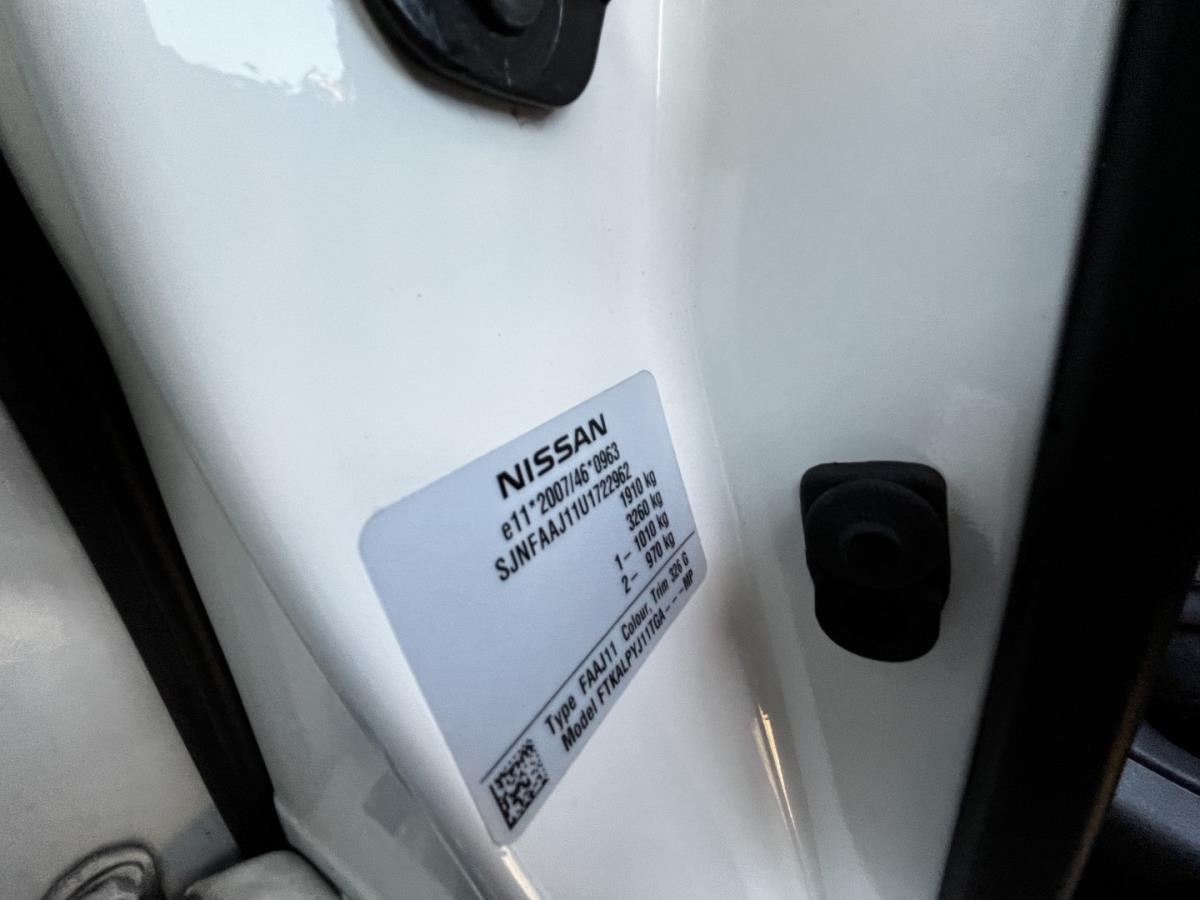 NISSAN
e11*2007/46*0963
SJNFAAJ11U1722962
1910 kg
3260 kg
1– 1010 kg
2– 970 kg
Type FAAJ11 Colour, Trim 326 G
Model FTKALPYJ11TGA---MP